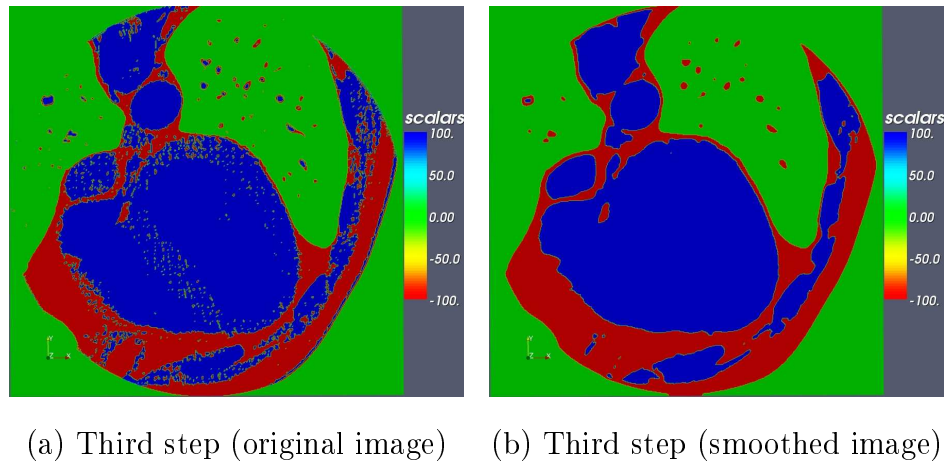 scalars
100.
50.0
0.00
-50.0
-100.
scalars
100.
50.0
0.00
-50.0
-100.
(a) Third step (original image)
(b) Third step (smoothed image)